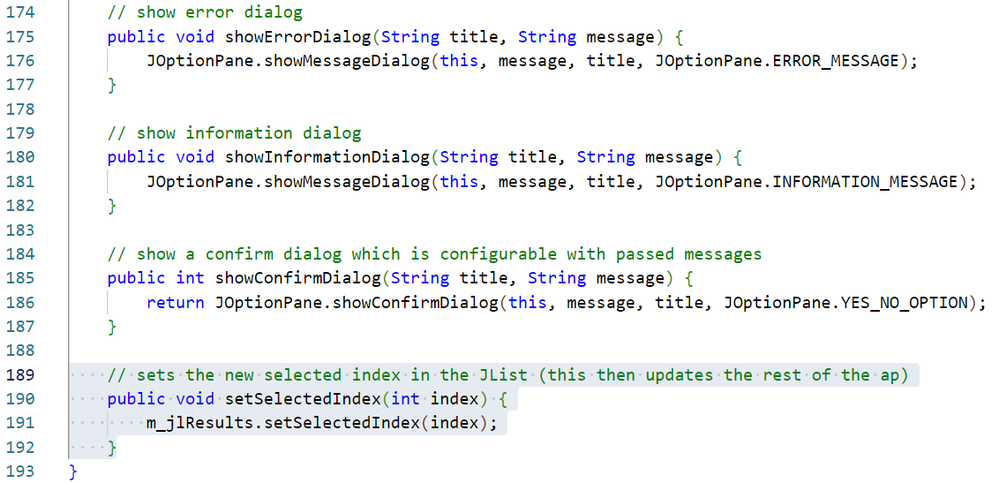 174 // show error dialog
175 public void showErrorDialog(String title, String message) {
176 JOptionPane.showMessageDialog(this, message, title, JOptionPane.ERROR_MESSAGE);
177 }
178
179 // show information dialog
180 public void showInformationDialog(String title, String message) {
181 JOptionPane.showMessageDialog(this, message, title, JOptionPane.INFORMATION_MESSAGE);
182 }
183
184 // show a confirm dialog which is configurable with passed messages
185 public int showConfirmDialog(String title, String message) {
186 return JOptionPane.showConfirmDialog(this, message, title, JOptionPane.YES_NO_OPTION);
187 }
188
189 // sets the new selected index in the JList (this then updates the rest of the ap)
190 public void setSelectedIndex(int index) {
191 m_jlResults.setSelectedIndex(index);
192 }
193 }